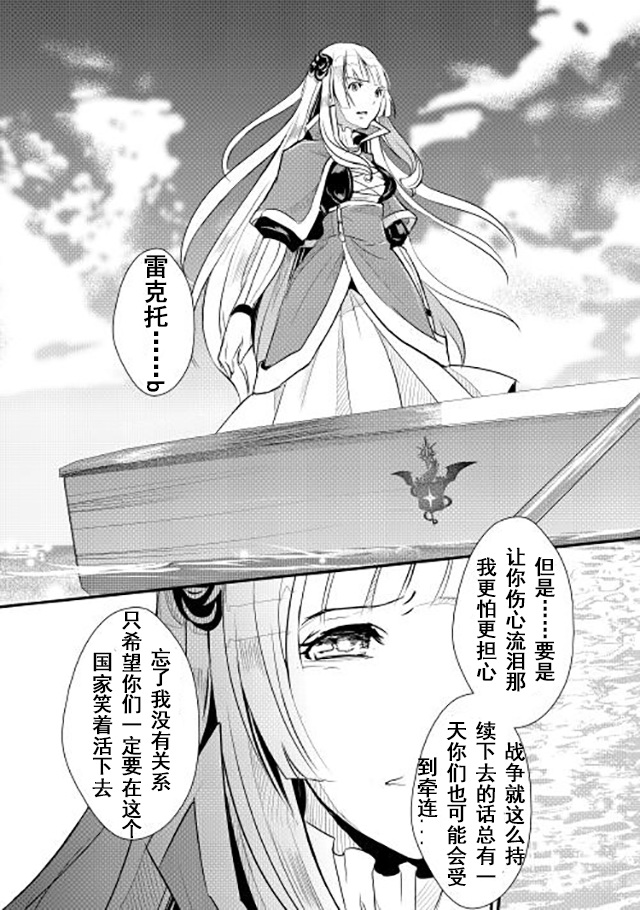 雷克托……b
但是……要是
让你伤心流泪那
我更怕更担心
战争就这么持
续下去的话总有一
天你们也可能会受
到牵连...
忘了我没有关系
只希望你们一定要在这个
国家笑着活下去